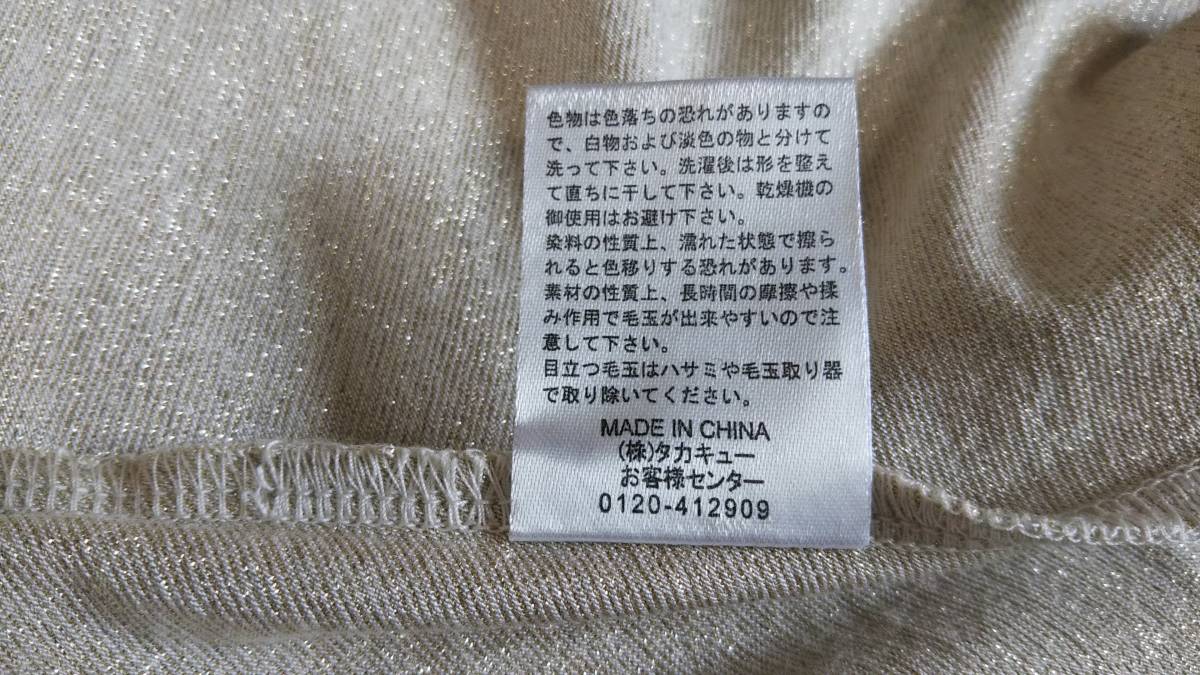 色物は色落ちの恐れがありますの
で、白物および淡色の物と分けて
洗って下さい。洗濯後は形を整え
て直ちに干して下さい。乾燥機の
御使用はお避け下さい。
染料の性質上、濡れた状態で擦ら
れると色移りする恐れがあります。
素材の性質上、長時間の摩擦や揉
み作用で毛玉が出来やすいので注
意して下さい。
目立つ毛玉はハサミや毛玉取り器
で取り除いてください。
MADE IN CHINA
(株)タカキュー
お客様センター
0120-412909